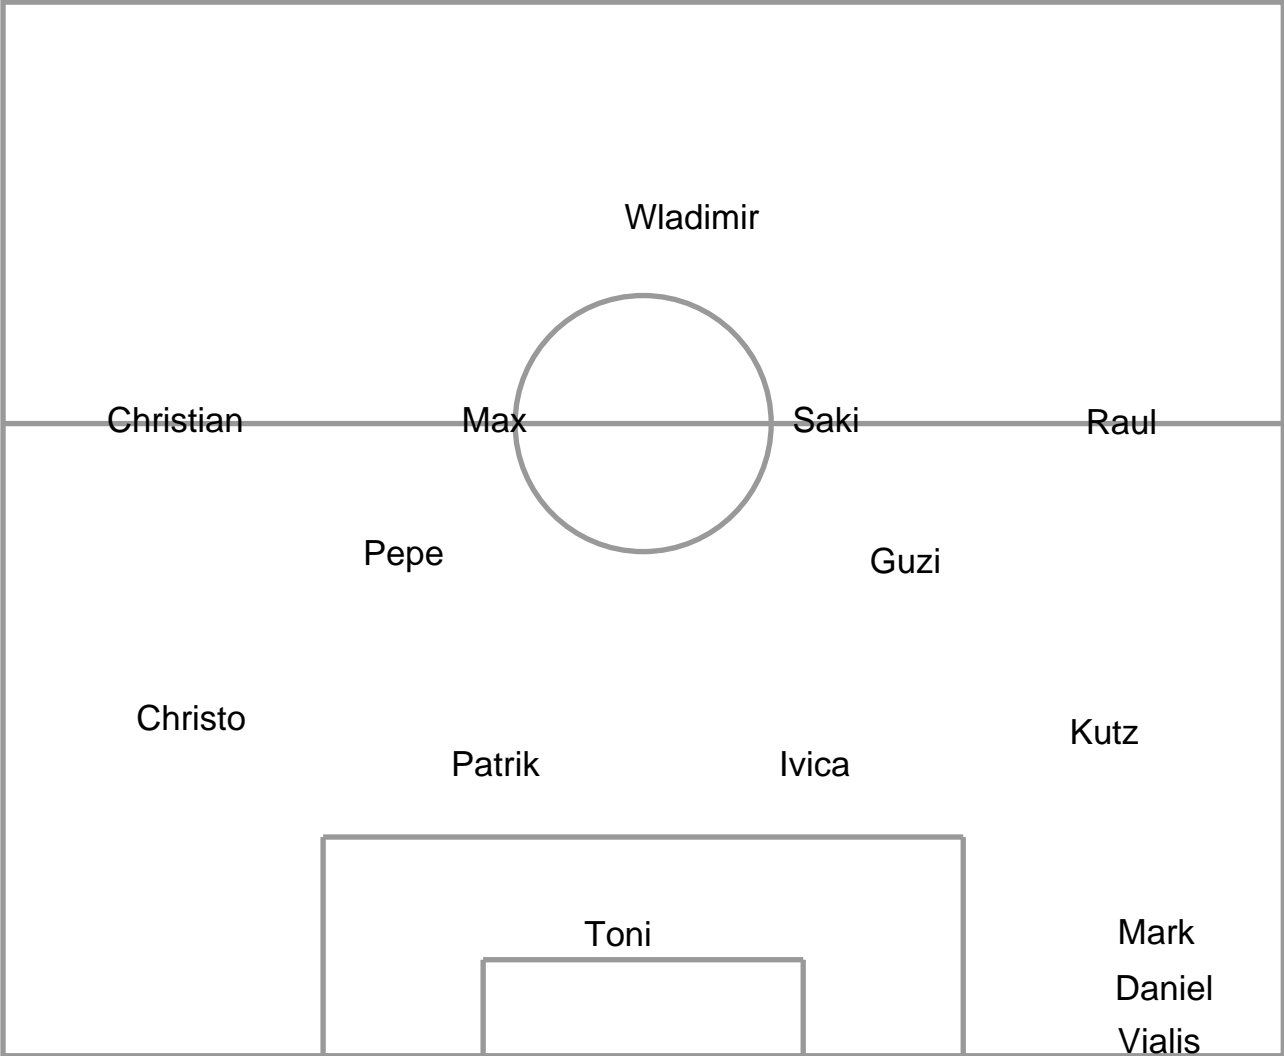 Wladimir
Christian Max Saki Raul
Pepe Guzi
Christo Kutz
Patrik Ivica
Toni Mark
Daniel
Vialis